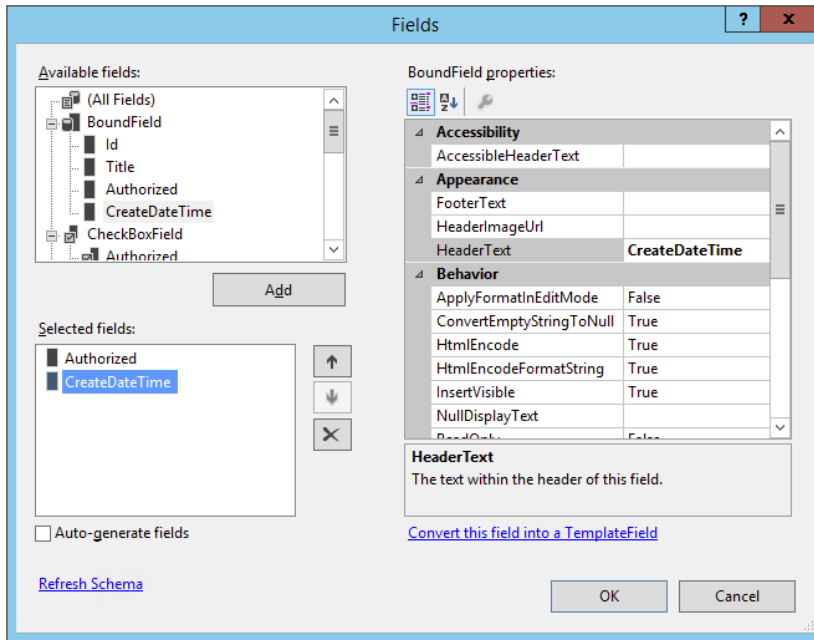 Fields
?
x
Available fields:
(All Fields)
BoundField
Id
Title
Authorized
CreateDateTime
CheckBoxField
Authorized
Add
Selected fields:
Authorized
CreateDateTime
Auto-generate fields
Refresh Schema
BoundField properties:
Accessibility
AccessibleHeaderText
Appearance
FooterText
HeaderImageUrl
HeaderText CreateDateTime
Behavior
ApplyFormatInEditMode False
ConvertEmptyStringToNull True
HtmlEncode True
HtmlEncodeFormatString True
InsertVisible True
NullDisplayText
ReadOnly False
HeaderText
The text within the header of this field.
Convert this field into a TemplateField
OK
Cancel